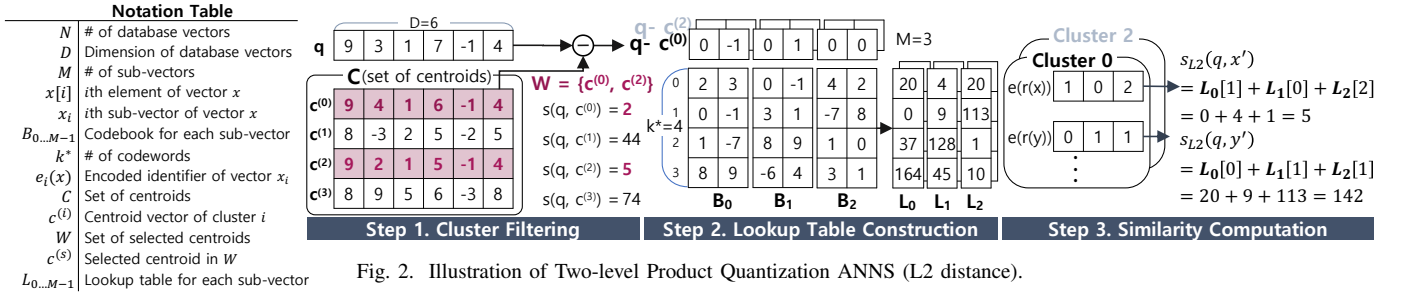 Notation Table
N # of database vectors
D Dimension of database vectors
M # of sub-vectors
x[i] ith element of vector x
x_i ith sub-vector of vector x
B_{0…M-1} Codebook for each sub-vector
k* # of codewords
e_i(x) Encoded identifier of vector x_i
C Set of centroids
c^{(i)} Centroid vector of cluster i
W Set of selected centroids
c^{(s)} Selected centroid in W
L_{0…M-1} Lookup table for each sub-vector
D=6
q 9 3 1 7 -1 4
C(set of centroids)
c^{(0)} 9 4 1 6 -1 4
c^{(1)} 8 -3 2 5 -2 5
c^{(2)} 9 2 1 5 -1 4
c^{(3)} 8 9 5 6 -3 8
W = {c^{(0)}, c^{(2)}}
s(q, c^{(0)}) = 2
s(q, c^{(1)}) = 44
s(q, c^{(2)}) = 5
s(q, c^{(3)}) = 74
Step 1. Cluster Filtering
q- c^{(2)}
q- c^{(0)} 0 -1 0 1 0 0
M=3
k*=4
0 2 3 0 -1 4 2
1 0 -1 3 1 -7 8
2 1 -7 8 9 1 0
3 8 9 -6 4 3 1
B_0 B_1 B_2
20 4 20
0 9 113
37 128 1
164 45 10
L_0 L_1 L_2
Step 2. Lookup Table Construction
Cluster 2
Cluster 0
e(r(x)) 1 0 2
e(r(y)) 0 1 1
⋮
s_{L2}(q, x′)
= L_0[1] + L_1[0] + L_2[2]
= 0 + 4 + 1 = 5
s_{L2}(q, y′)
= L_0[0] + L_1[1] + L_2[1]
= 20 + 9 + 113 = 142
Step 3. Similarity Computation
Fig. 2. Illustration of Two-level Product Quantization ANNS (L2 distance).